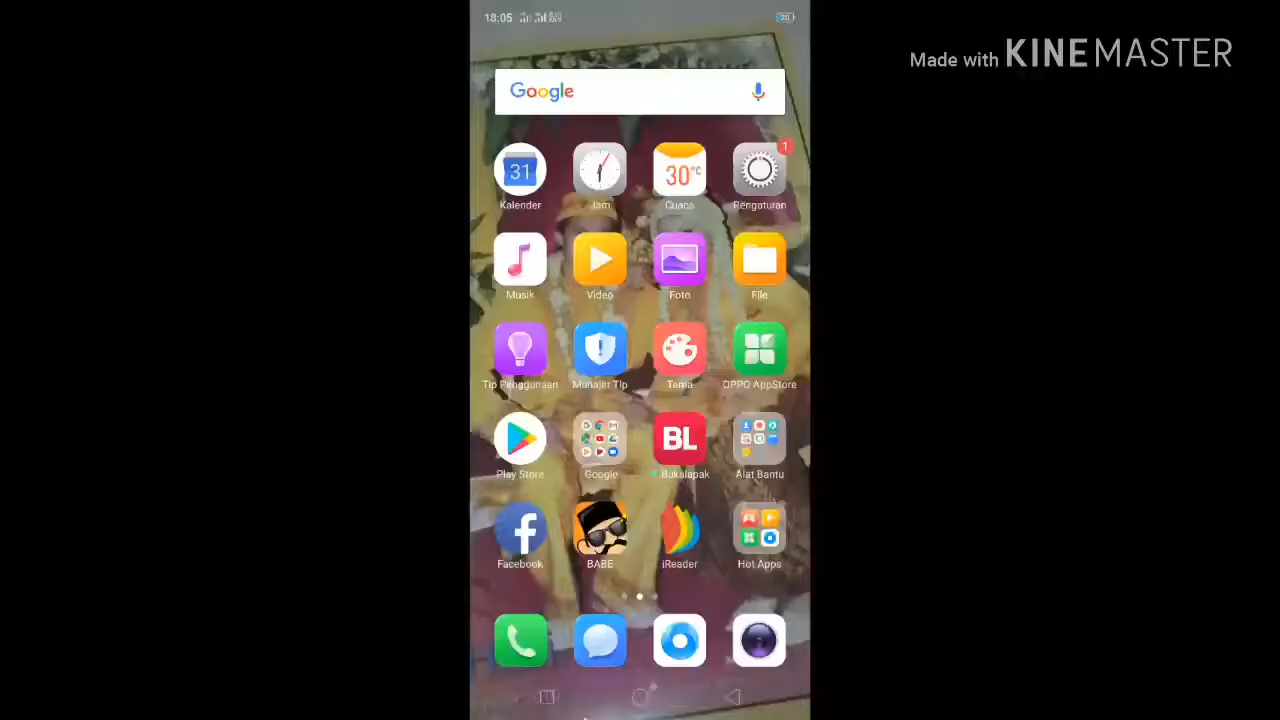 18:05
20
Made with KINEMASTER
Google
31
30°C
1
Kalender Jam Cuaca Pengaturan
Musik Video Foto File
Tip Penggunaan Manajer Tlp Tema OPPO AppStore
BL
Play Store Google Bukalapak Alat Bantu
Facebook BABE iReader Hot Apps